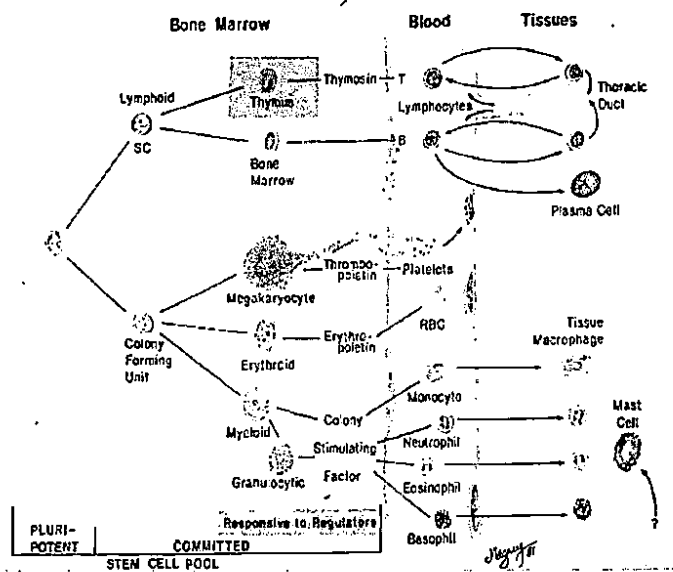 Bone Marrow
Blood
Tissues
Thymosin
T
Thymus
Lymphoid
SC
Lymphocytes
Thoracic
Duct
Bone
Marrow
B
Plasma Cell
Thrombo-
poietin
Platelets
Megakaryocyte
RBC
Colony
Forming
Unit
Erythroid
Erythro-
poietin
Tissue
Macrophage
Monocyto
Myeloid
Colony
Stimulating
Factor
Neutrophil
Mast
Cell
Granulocytic
Eosinophil
Responsive to Regulators
Basophil
?
PLURI-
POTENT
COMMITTED
STEM CELL POOL